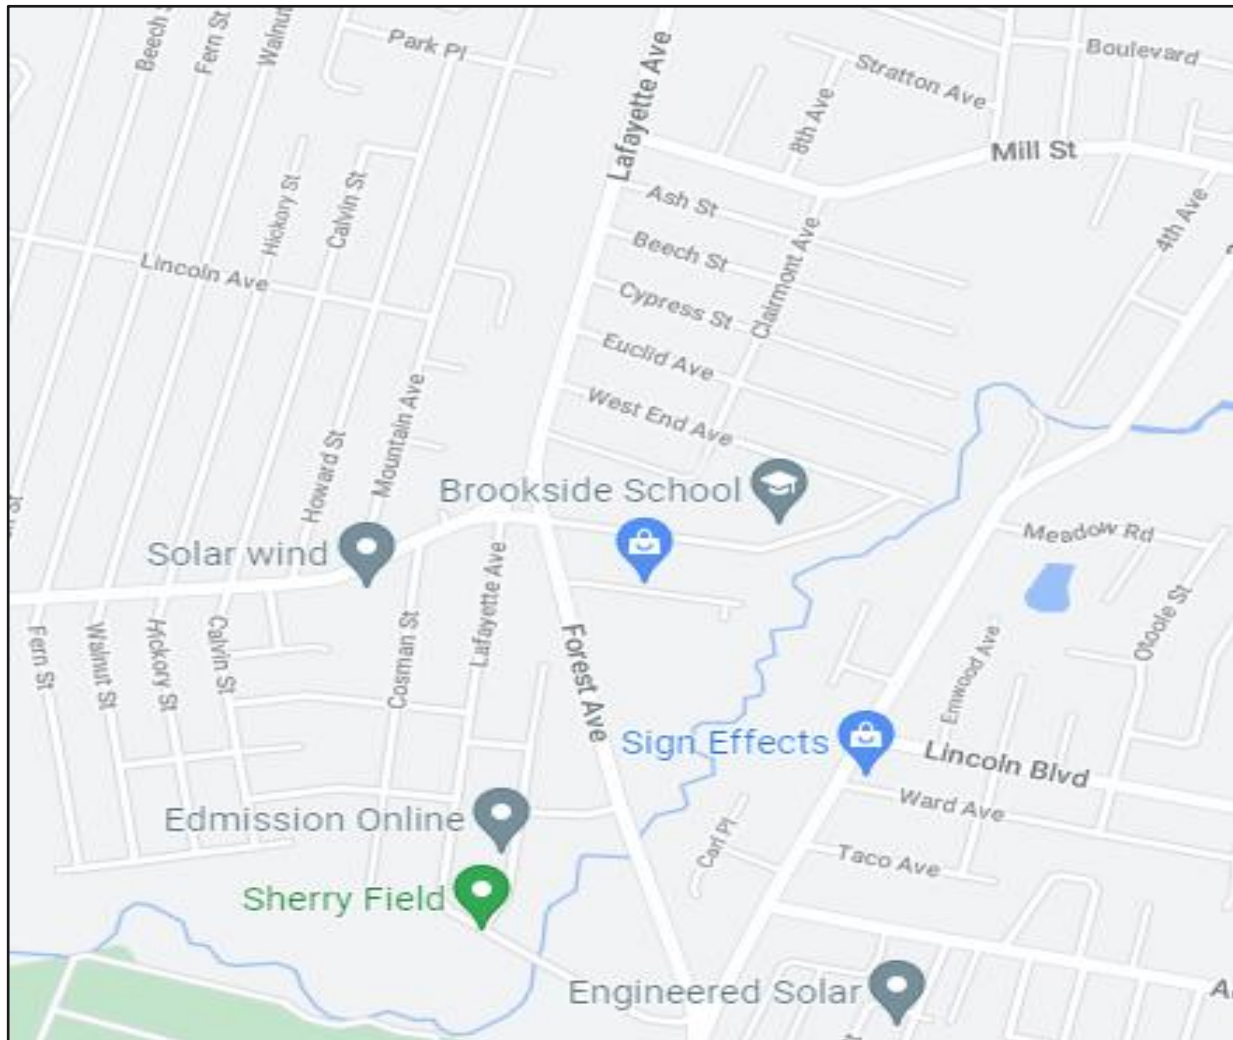 Beech S
Fern St
Walnut
Park Pl
Lafayette Ave
Stratton Ave
Boulevard
8th Ave
Mill St
Hickory St
Calvin St
Ash St
4th Ave
Beech St
Lincoln Ave
Clairmont Ave
Cypress St
Euclid Ave
Mountain Ave
West End Ave
Howard St
Brookside School
Solar wind
Meadow Rd
Lafayette Ave
Otoole St
Fern St
Walnut St
Hickory St
Calvin St
Cosman St
Forest Ave
Ernwood Ave
Sign Effects
Lincoln Blvd
Ward Ave
Edmission Online
Carl Pl
Taco Ave
Sherry Field
Engineered Solar